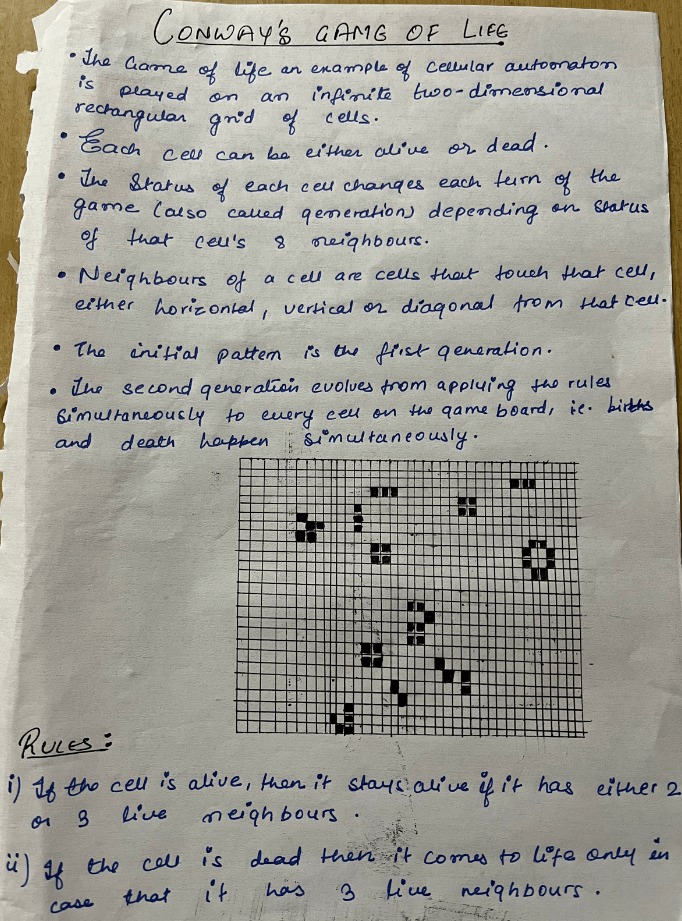 CONWAY'S GAME OF LIFE
• The Game of life an example of cellular automaton
is played on an infinite two-dimensional
rectangular grid of cells.
• Each cell can be either alive or dead.
• The Status of each cell changes each turn of the
game (also called generation) depending on status
of that cell's 8 neighbours.
• Neighbours of a cell are cells that touch that cell,
either horizontal, vertical or diagonal from that cell.
• The initial pattern is the first generation.
• The second generation evolves from applying the rules
simultaneously to every cell on the game board, ie. births
and death happen simultaneously.
RULES:
i) If the cell is alive, then it stays alive if it has either 2
or 3 live neighbours.
ii) If the cell is dead then it comes to life only in
case that it has 3 live neighbours.